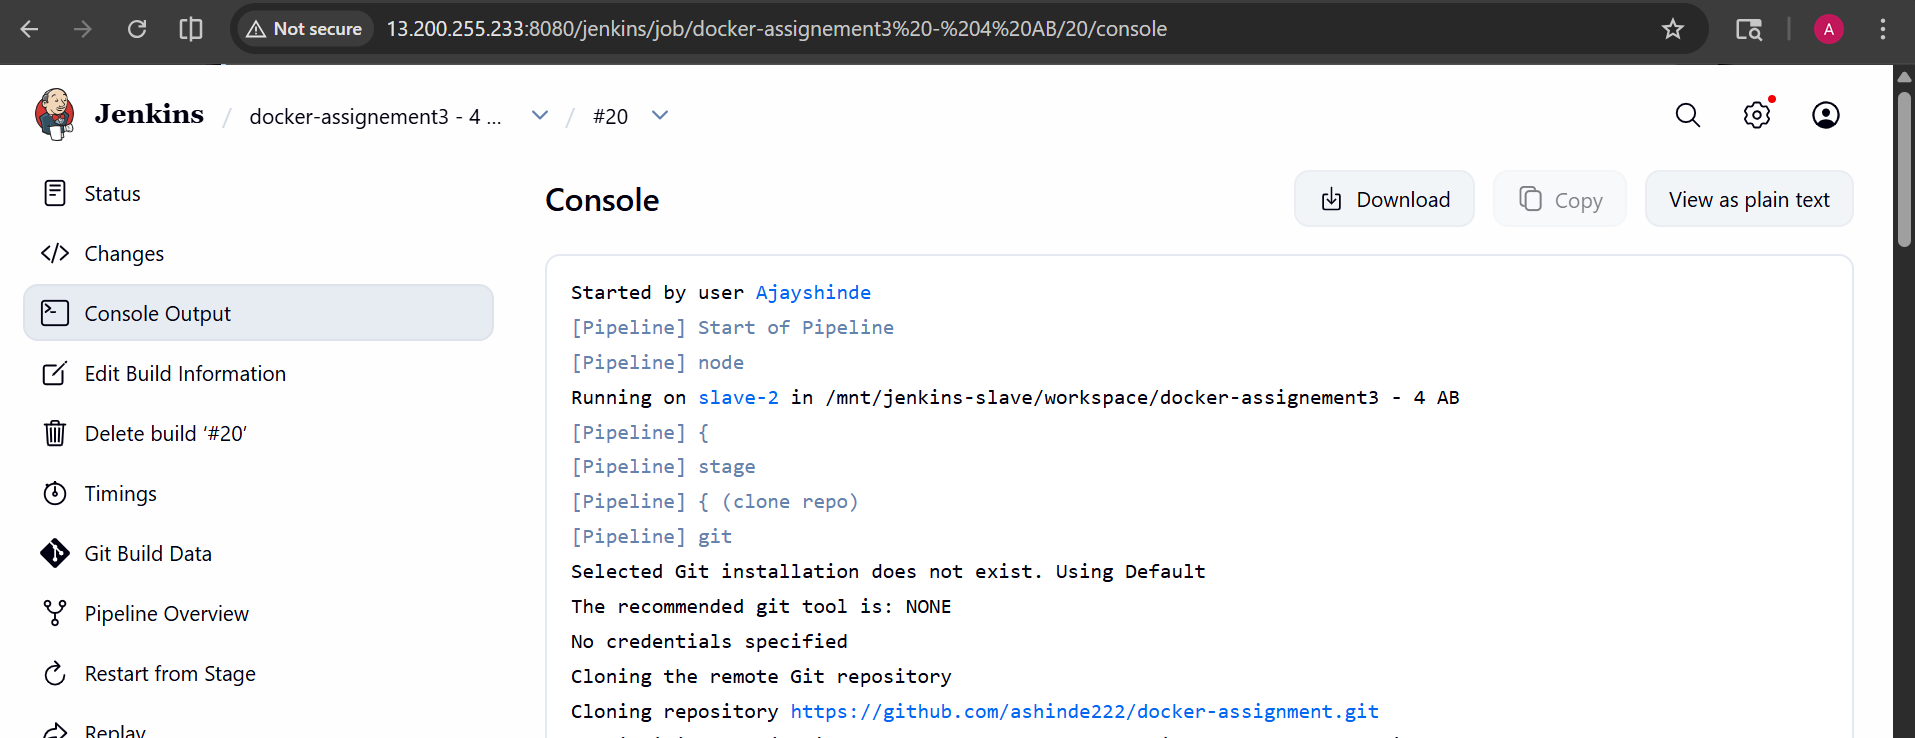 Not secure 13.200.255.233:8080/jenkins/job/docker-assignement3%20-%204%20AB/20/console A
Jenkins / docker-assignement3 - 4 ... / #20
Status
Changes
Console Output
Edit Build Information
Delete build ‘#20’
Timings
Git Build Data
Pipeline Overview
Restart from Stage
Replay
Console
Download Copy View as plain text
Started by user Ajayshinde
[Pipeline] Start of Pipeline
[Pipeline] node
Running on slave-2 in /mnt/jenkins-slave/workspace/docker-assignement3 - 4 AB
[Pipeline] {
[Pipeline] stage
[Pipeline] { (clone repo)
[Pipeline] git
Selected Git installation does not exist. Using Default
The recommended git tool is: NONE
No credentials specified
Cloning the remote Git repository
Cloning repository https://github.com/ashinde222/docker-assignment.git